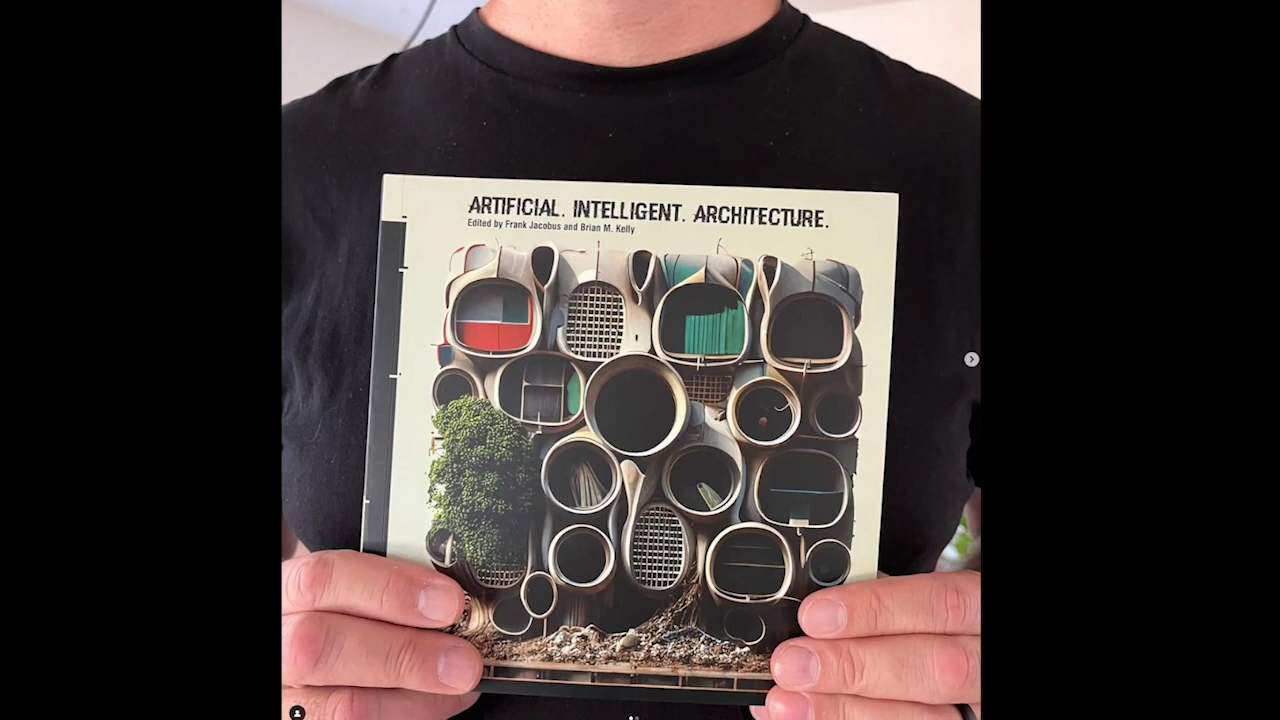 ARTIFICIAL. INTELLIGENT. ARCHITECTURE.
Edited by Frank Jacobus and Brian M. Kelly